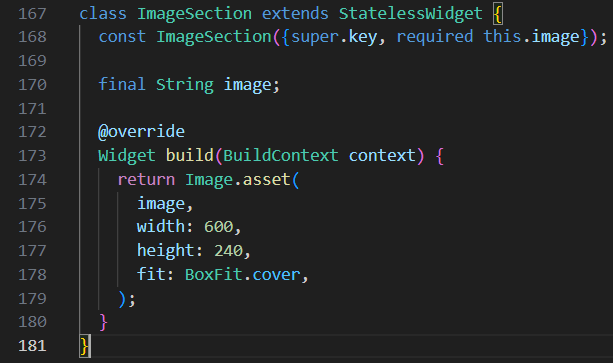 167 class ImageSection extends StatelessWidget {
168   const ImageSection({super.key, required this.image});
169
170   final String image;
171
172   @override
173   Widget build(BuildContext context) {
174     return Image.asset(
175       image,
176       width: 600,
177       height: 240,
178       fit: BoxFit.cover,
179     );
180   }
181 }